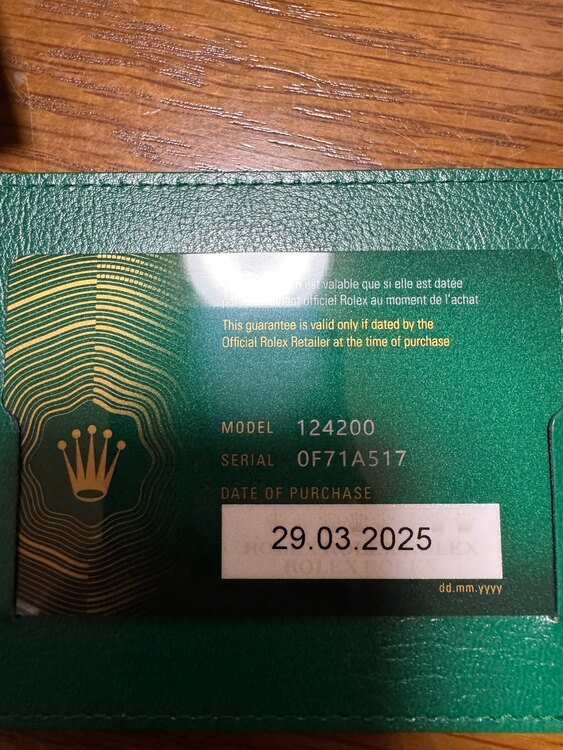 est valable que si elle est datée
officiel Rolex au moment de l'achat
This guarantee is valid only if dated by the
Official Rolex Retailer at the time of purchase
MODEL 124200
SERIAL 0F71A517
DATE OF PURCHASE
29.03.2025
dd.mm.yyyy